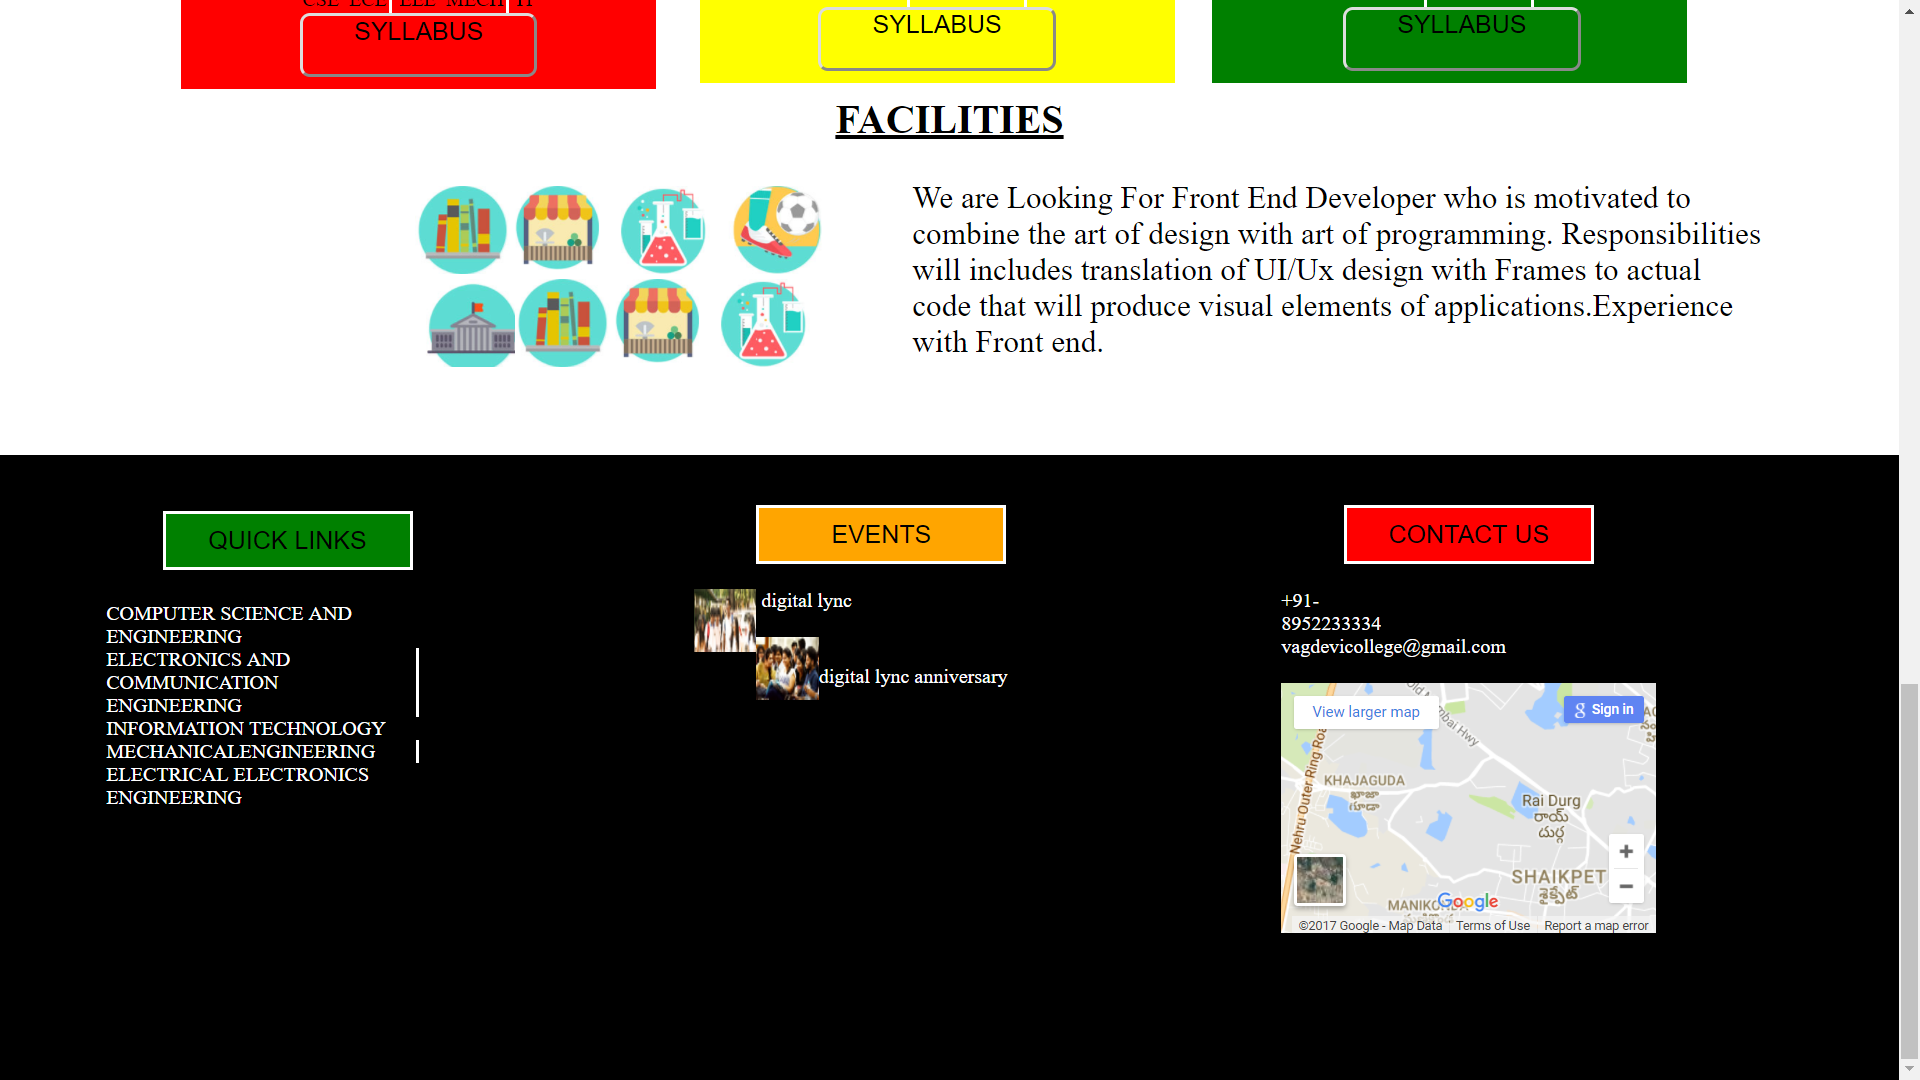 CSE ECE EEE MECH IT
SYLLABUS
SYLLABUS
SYLLABUS
FACILITIES
We are Looking For Front End Developer who is motivated to
combine the art of design with art of programming. Responsibilities
will includes translation of UI/Ux design with Frames to actual
code that will produce visual elements of applications.Experience
with Front end.
QUICK LINKS
COMPUTER SCIENCE AND
ENGINEERING
ELECTRONICS AND
COMMUNICATION
ENGINEERING
INFORMATION TECHNOLOGY
MECHANICALENGINEERING
ELECTRICAL ELECTRONICS
ENGINEERING
EVENTS
digital lync
digital lync anniversary
CONTACT US
+91-
8952233334
vagdevicollege@gmail.com
View larger map
Sign in
KHAJAGUDA
ఖాజా
గూడా
Nehru Outer Ring Roa
Rai Durg
రాయ్
దుర్గ
SHAIKPET
షైక్పేట్
Google
©2017 Google - Map Data
Terms of Use
Report a map error